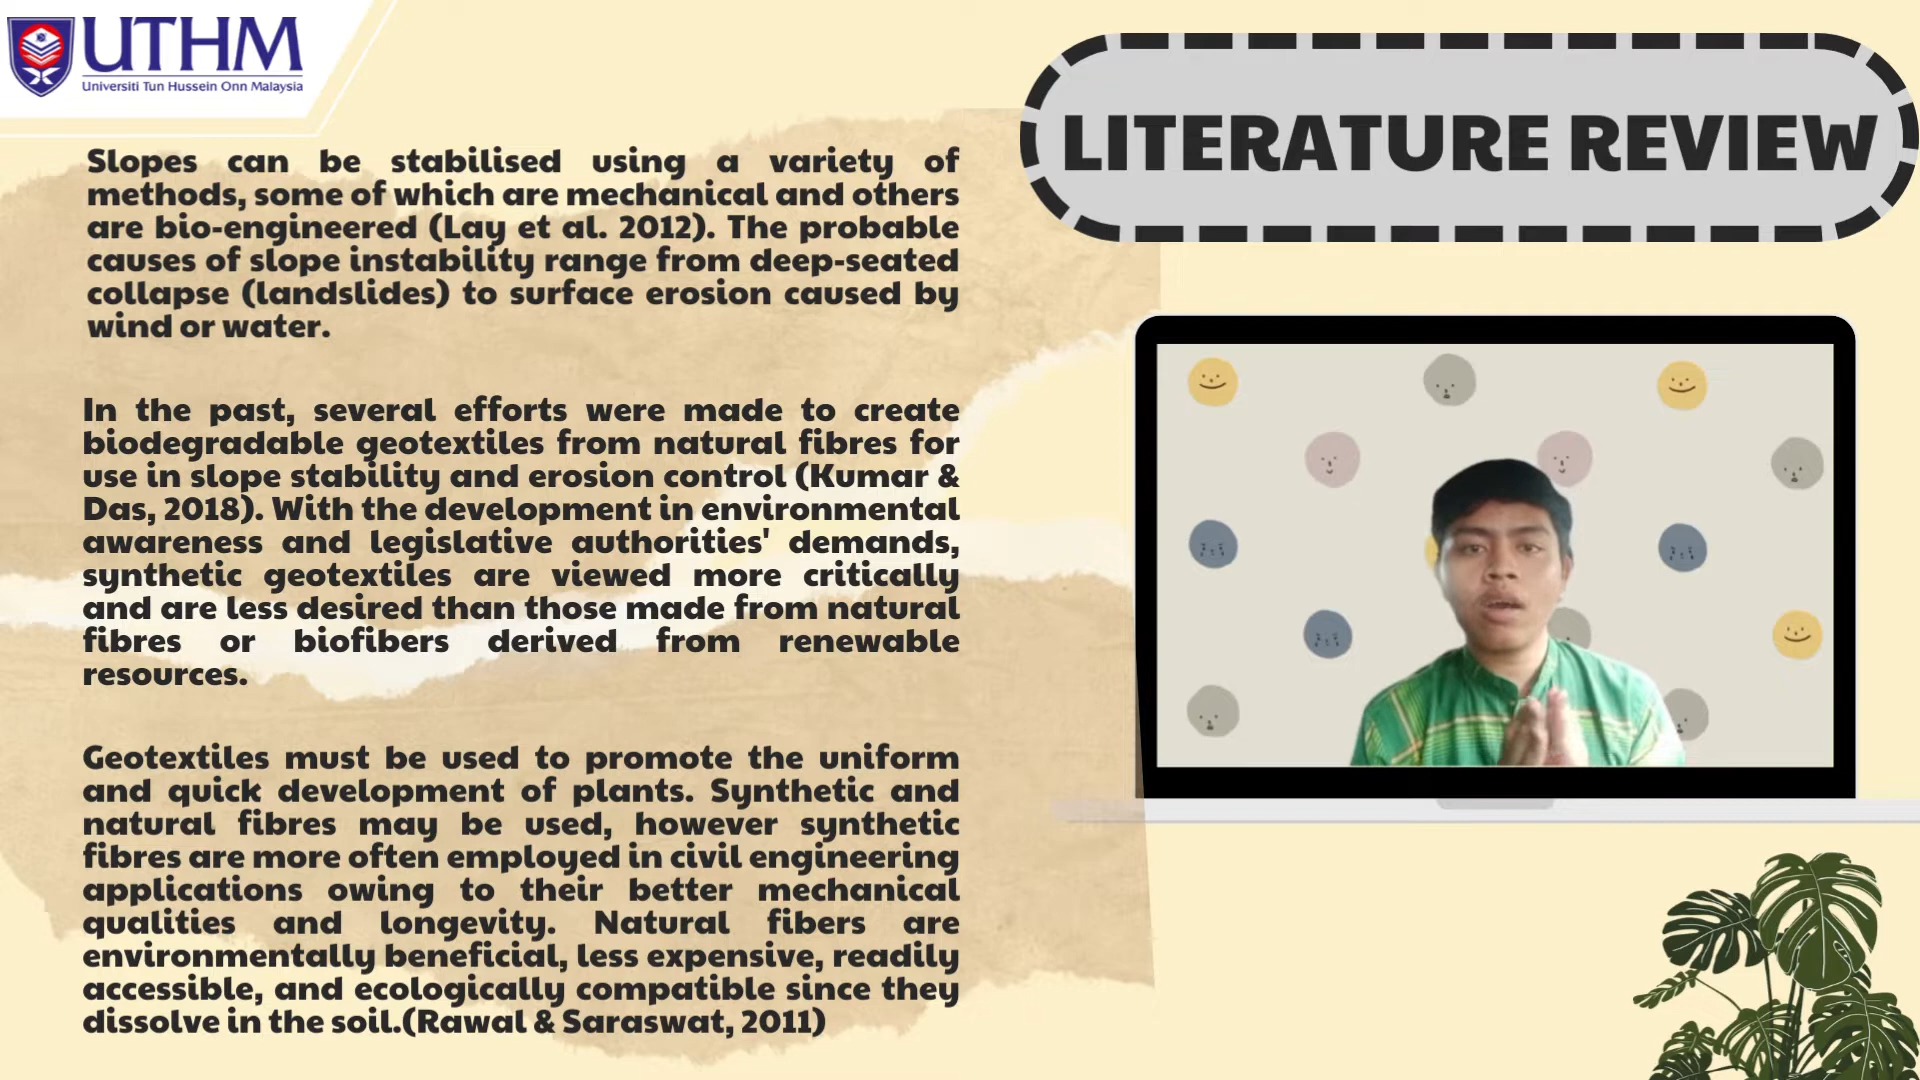 UTHM
Universiti Tun Hussein Onn Malaysia
LITERATURE REVIEW
Slopes can be stabilised using a variety of
methods, some of which are mechanical and others
are bio-engineered (Lay et al. 2012). The probable
causes of slope instability range from deep-seated
collapse (landslides) to surface erosion caused by
wind or water.
In the past, several efforts were made to create
biodegradable geotextiles from natural fibres for
use in slope stability and erosion control (Kumar &
Das, 2018). With the development in environmental
awareness and legislative authorities' demands,
synthetic geotextiles are viewed more critically
and are less desired than those made from natural
fibres or biofibers derived from renewable
resources.
Geotextiles must be used to promote the uniform
and quick development of plants. Synthetic and
natural fibres may be used, however synthetic
fibres are more often employed in civil engineering
applications owing to their better mechanical
qualities and longevity. Natural fibers are
environmentally beneficial, less expensive, readily
accessible, and ecologically compatible since they
dissolve in the soil.(Rawal & Saraswat, 2011)